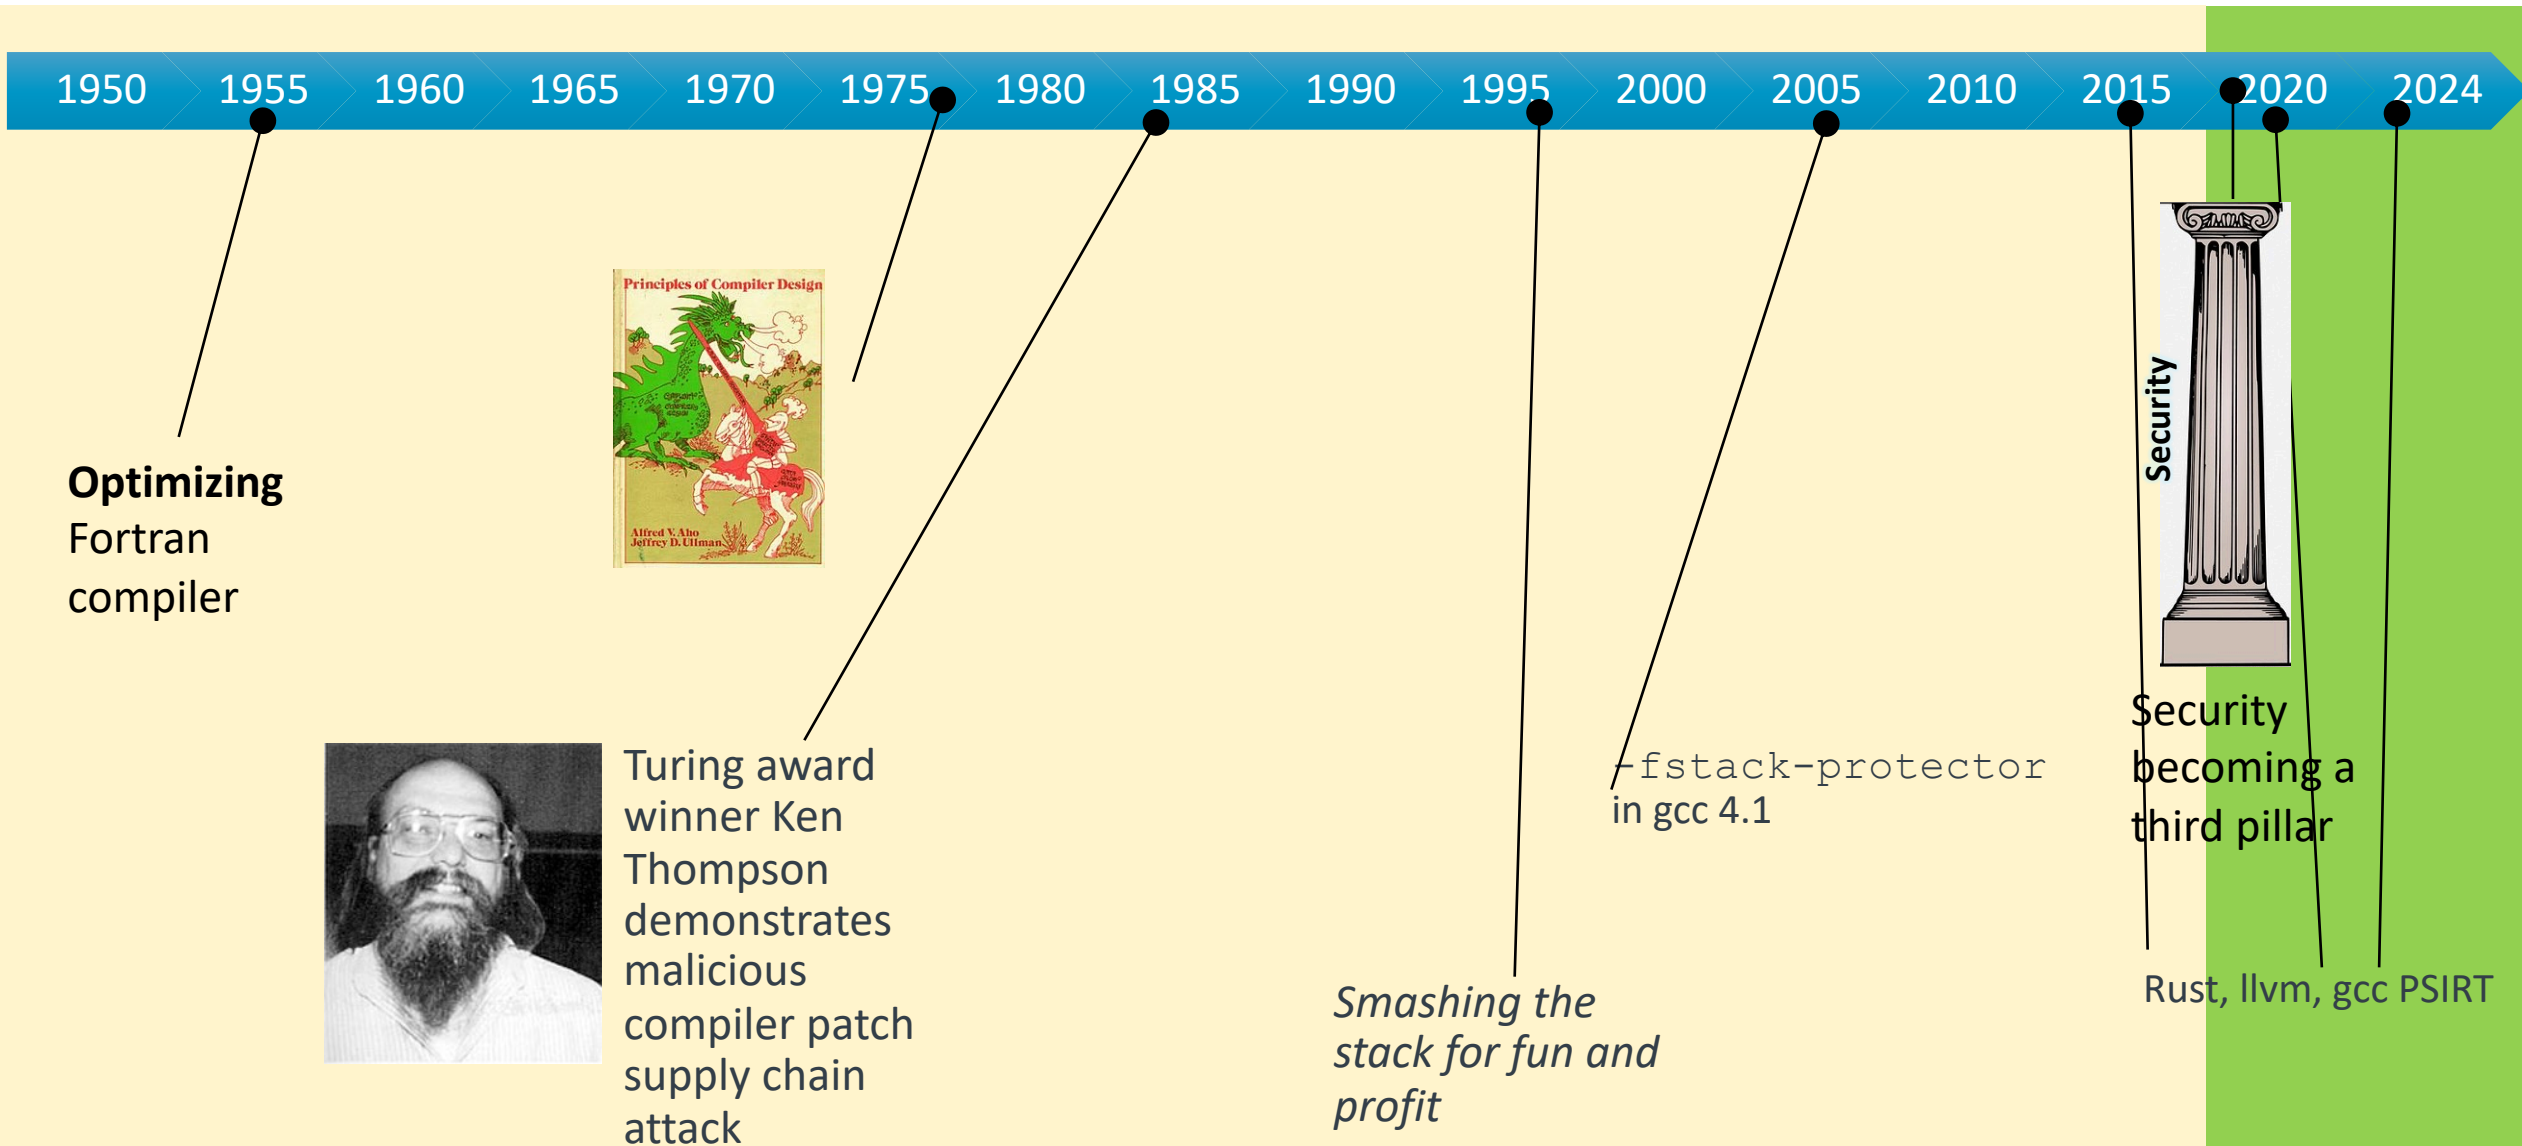 1950 1955 1960 1965 1970 1975 1980 1985 1990 1995 2000 2005 2010 2015 2020 2024
Principles of Compiler Design
Alfred V. Aho
Jeffrey D. Ullman
Optimizing
Fortran
compiler
Turing award
winner Ken
Thompson
demonstrates
malicious
compiler patch
supply chain
attack
Smashing the
stack for fun and
profit
-fstack-protector
in gcc 4.1
Security
Security
becoming a
third pillar
Rust, llvm, gcc PSIRT